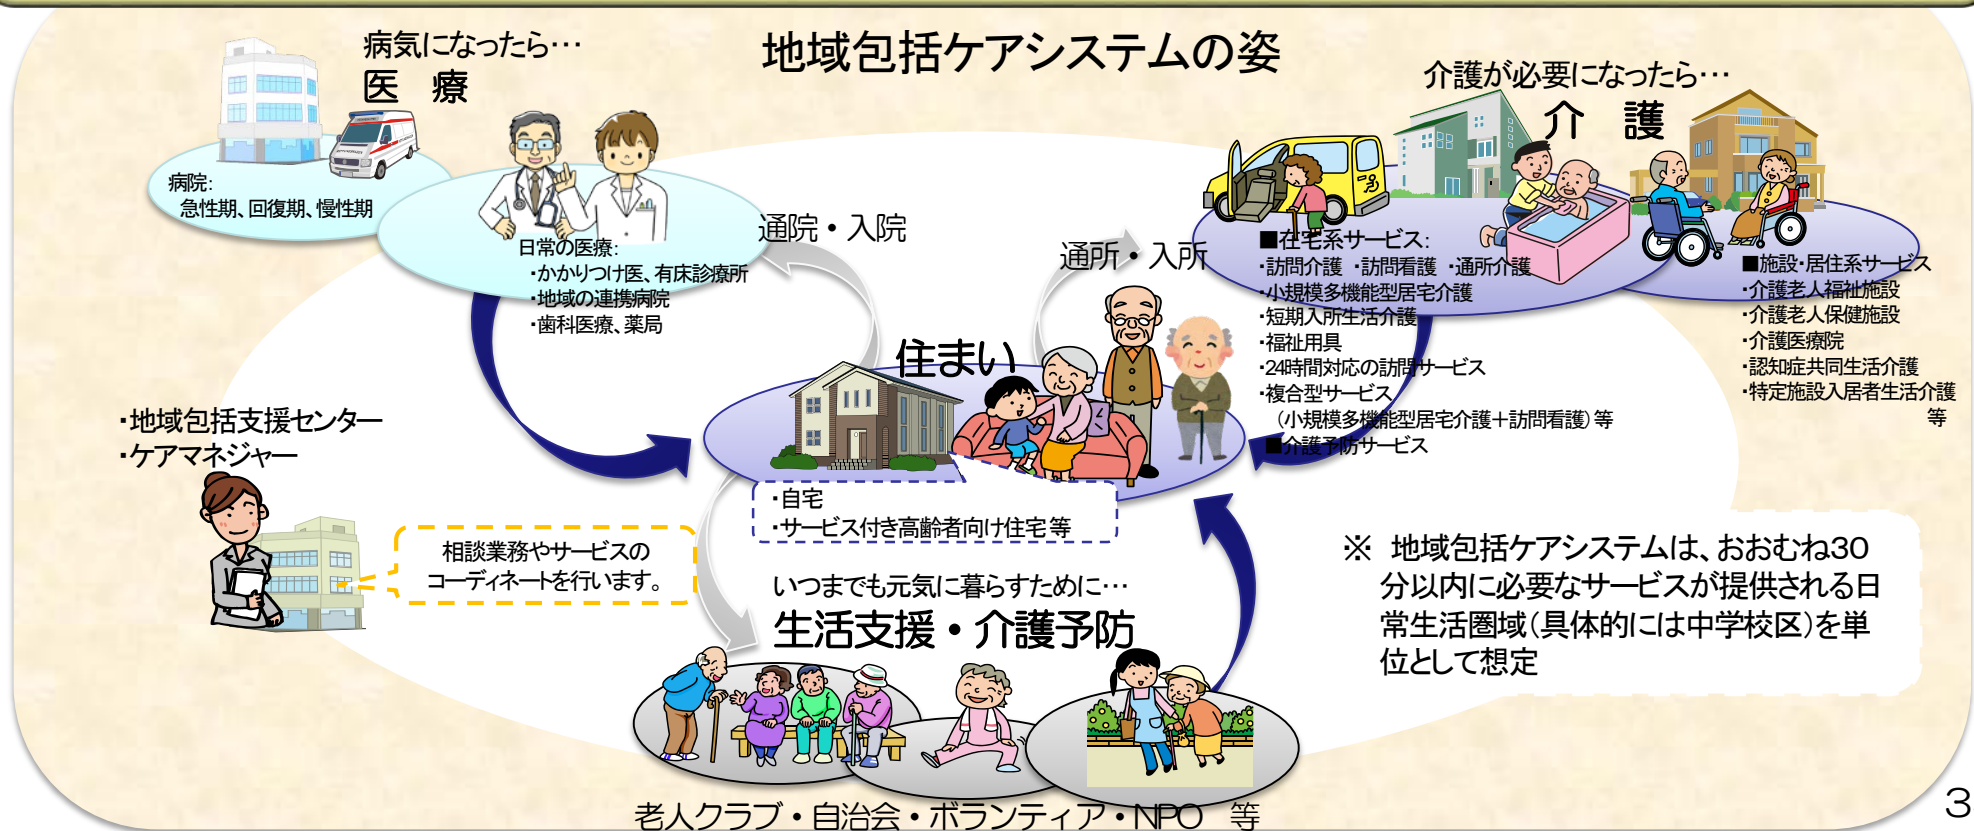 地域包括ケアシステムの姿
病気になったら…
医　療
病院：
急性期、回復期、慢性期
日常の医療：
・かかりつけ医、有床診療所
・地域の連携病院
・歯科医療、薬局
通院・入院
通所・入所
介護が必要になったら…
介　護
■在宅系サービス：
・訪問介護　・訪問看護　・通所介護
・小規模多機能型居宅介護
・短期入所生活介護
・福祉用具
・24時間対応の訪問サービス
・複合型サービス
（小規模多機能型居宅介護＋訪問看護）等
■介護予防サービス
■施設・居住系サービス
・介護老人福祉施設
・介護老人保健施設
・介護医療院
・認知症共同生活介護
・特定施設入居者生活介護
等
住まい
・自宅
・サービス付き高齢者向け住宅等
・地域包括支援センター
・ケアマネジャー
相談業務やサービスの
コーディネートを行います。
いつまでも元気に暮らすために…
生活支援・介護予防
老人クラブ・自治会・ボランティア・NPO　等
※　地域包括ケアシステムは、おおむね30
分以内に必要なサービスが提供される日
常生活圏域（具体的には中学校区）を単
位として想定
3